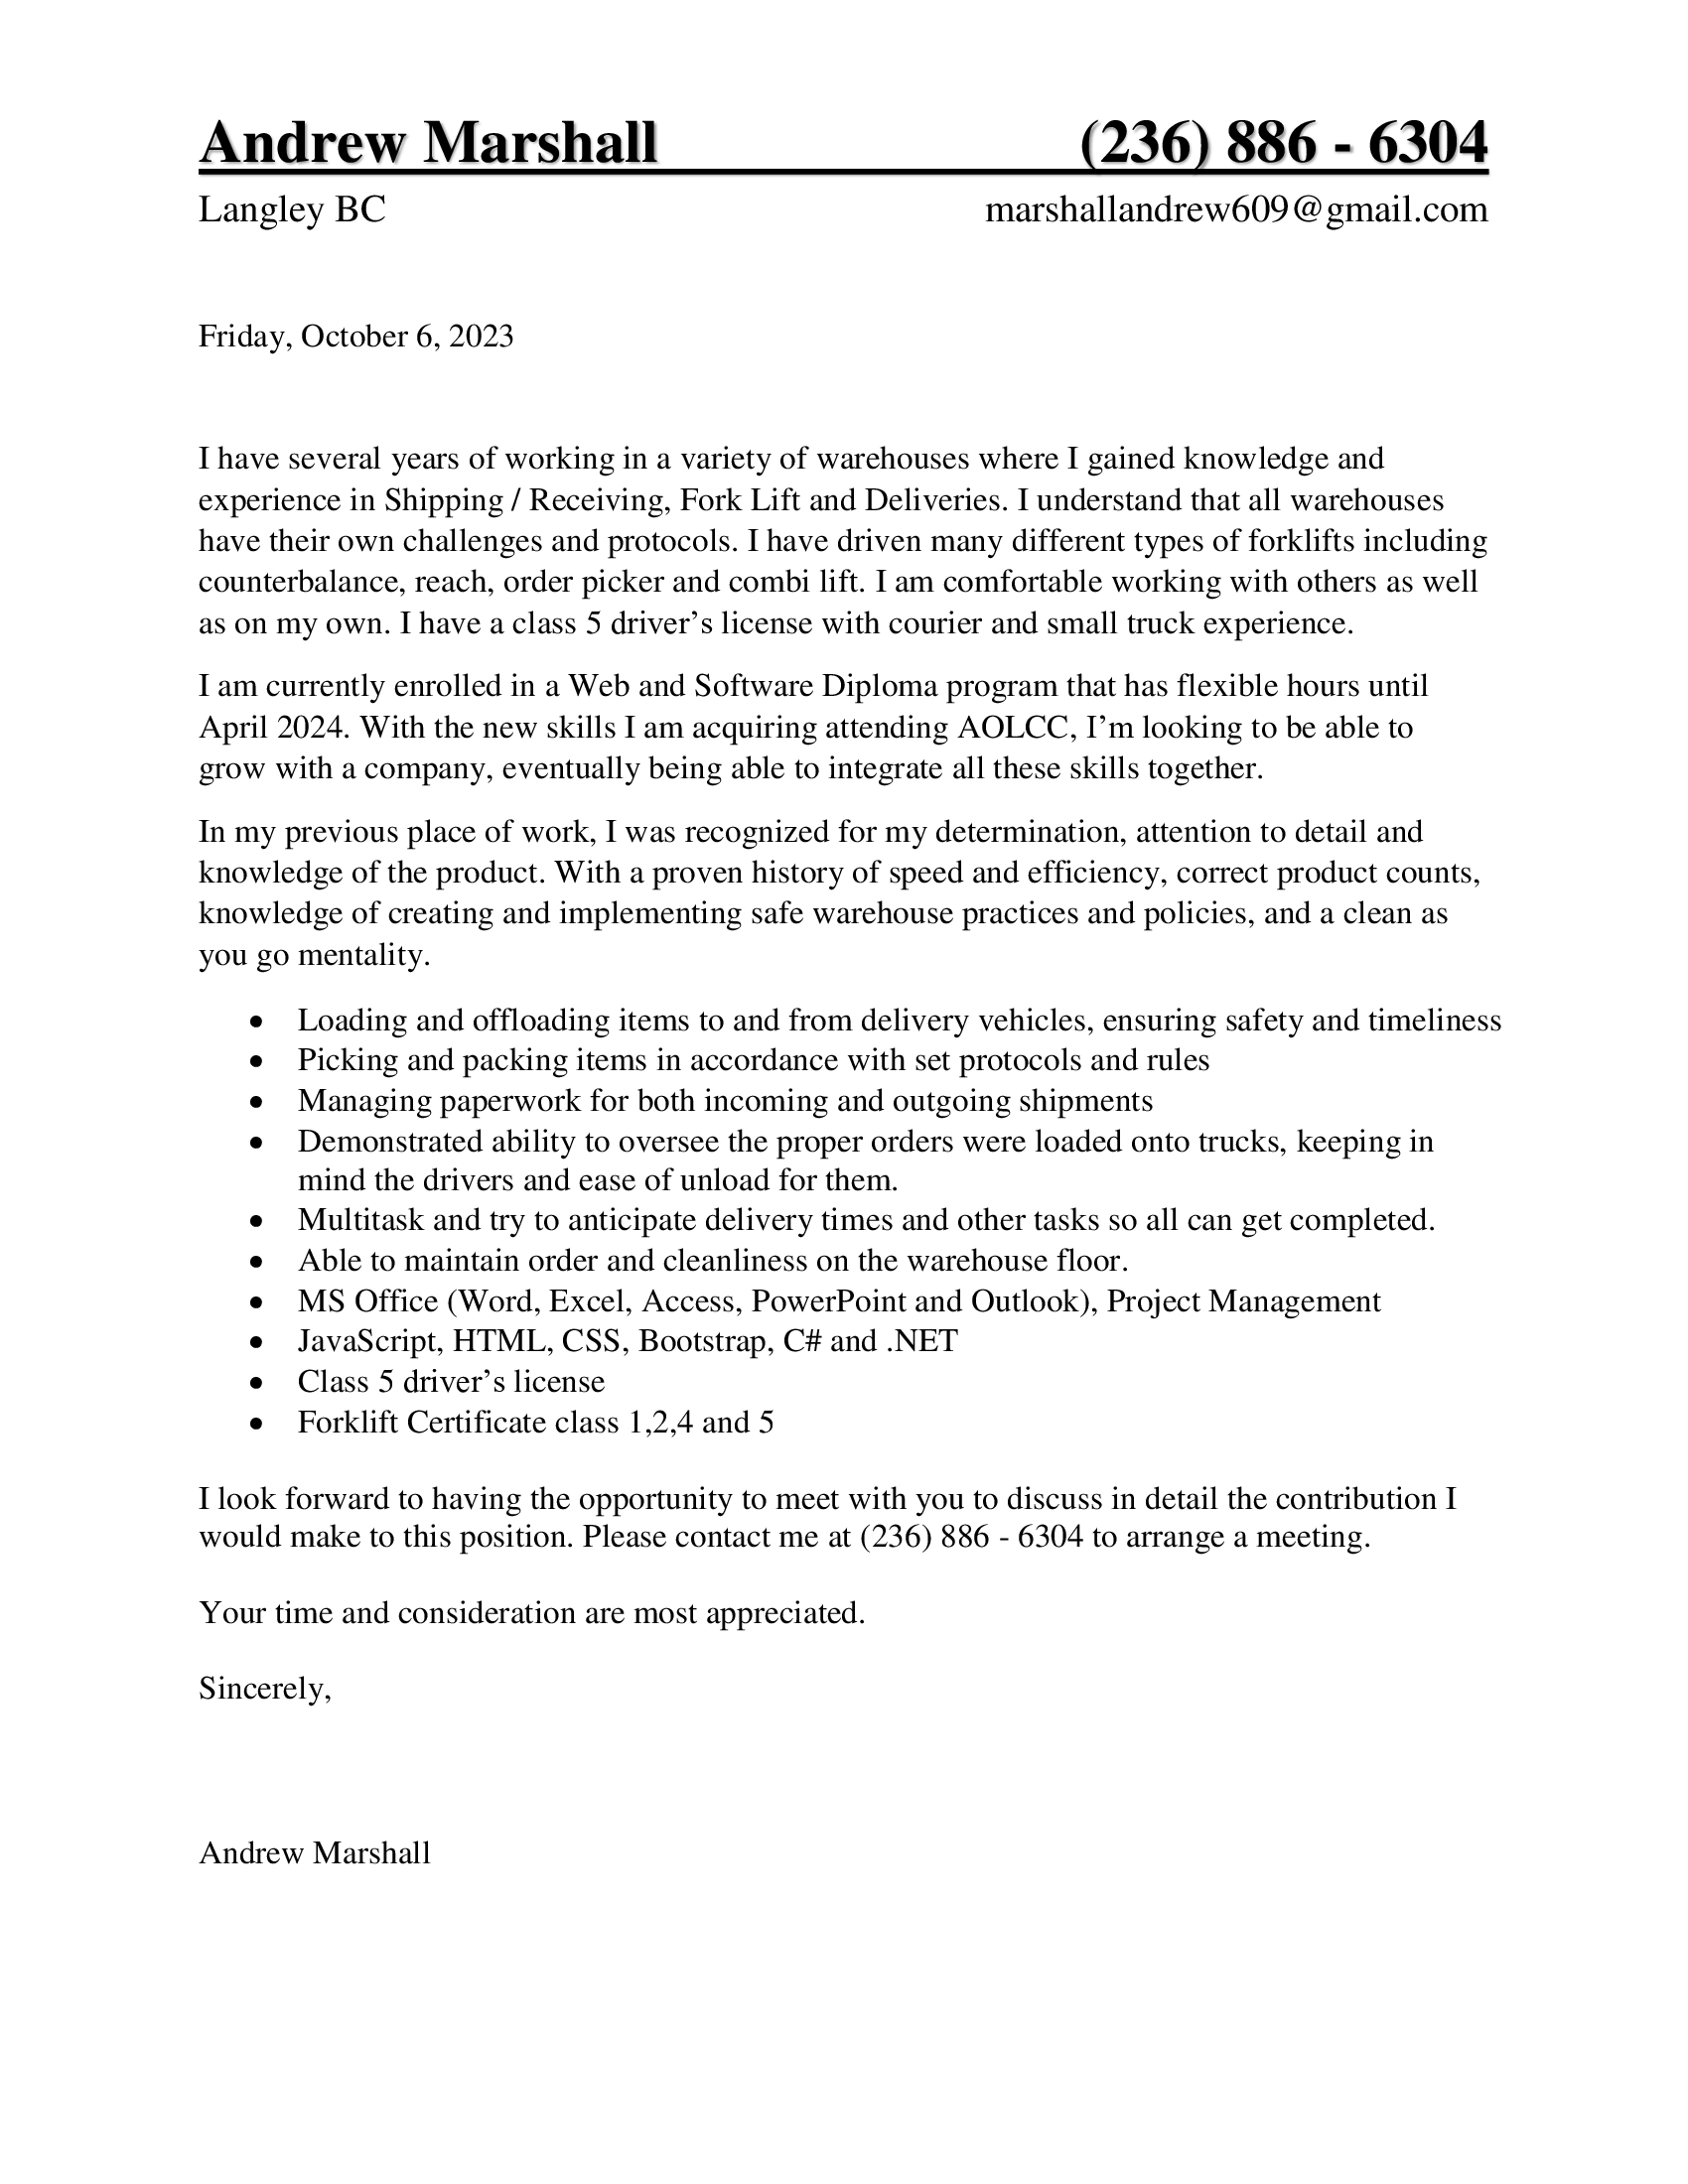 Andrew Marshall (236) 886 - 6304
Langley BC marshallandrew609@gmail.com
Friday, October 6, 2023
I have several years of working in a variety of warehouses where I gained knowledge and
experience in Shipping / Receiving, Fork Lift and Deliveries. I understand that all warehouses
have their own challenges and protocols. I have driven many different types of forklifts including
counterbalance, reach, order picker and combi lift. I am comfortable working with others as well
as on my own. I have a class 5 driver’s license with courier and small truck experience.
I am currently enrolled in a Web and Software Diploma program that has flexible hours until
April 2024. With the new skills I am acquiring attending AOLCC, I’m looking to be able to
grow with a company, eventually being able to integrate all these skills together.
In my previous place of work, I was recognized for my determination, attention to detail and
knowledge of the product. With a proven history of speed and efficiency, correct product counts,
knowledge of creating and implementing safe warehouse practices and policies, and a clean as
you go mentality.
• Loading and offloading items to and from delivery vehicles, ensuring safety and timeliness
• Picking and packing items in accordance with set protocols and rules
• Managing paperwork for both incoming and outgoing shipments
• Demonstrated ability to oversee the proper orders were loaded onto trucks, keeping in
mind the drivers and ease of unload for them.
• Multitask and try to anticipate delivery times and other tasks so all can get completed.
• Able to maintain order and cleanliness on the warehouse floor.
• MS Office (Word, Excel, Access, PowerPoint and Outlook), Project Management
• JavaScript, HTML, CSS, Bootstrap, C# and .NET
• Class 5 driver’s license
• Forklift Certificate class 1,2,4 and 5
I look forward to having the opportunity to meet with you to discuss in detail the contribution I
would make to this position. Please contact me at (236) 886 - 6304 to arrange a meeting.
Your time and consideration are most appreciated.
Sincerely,
Andrew Marshall